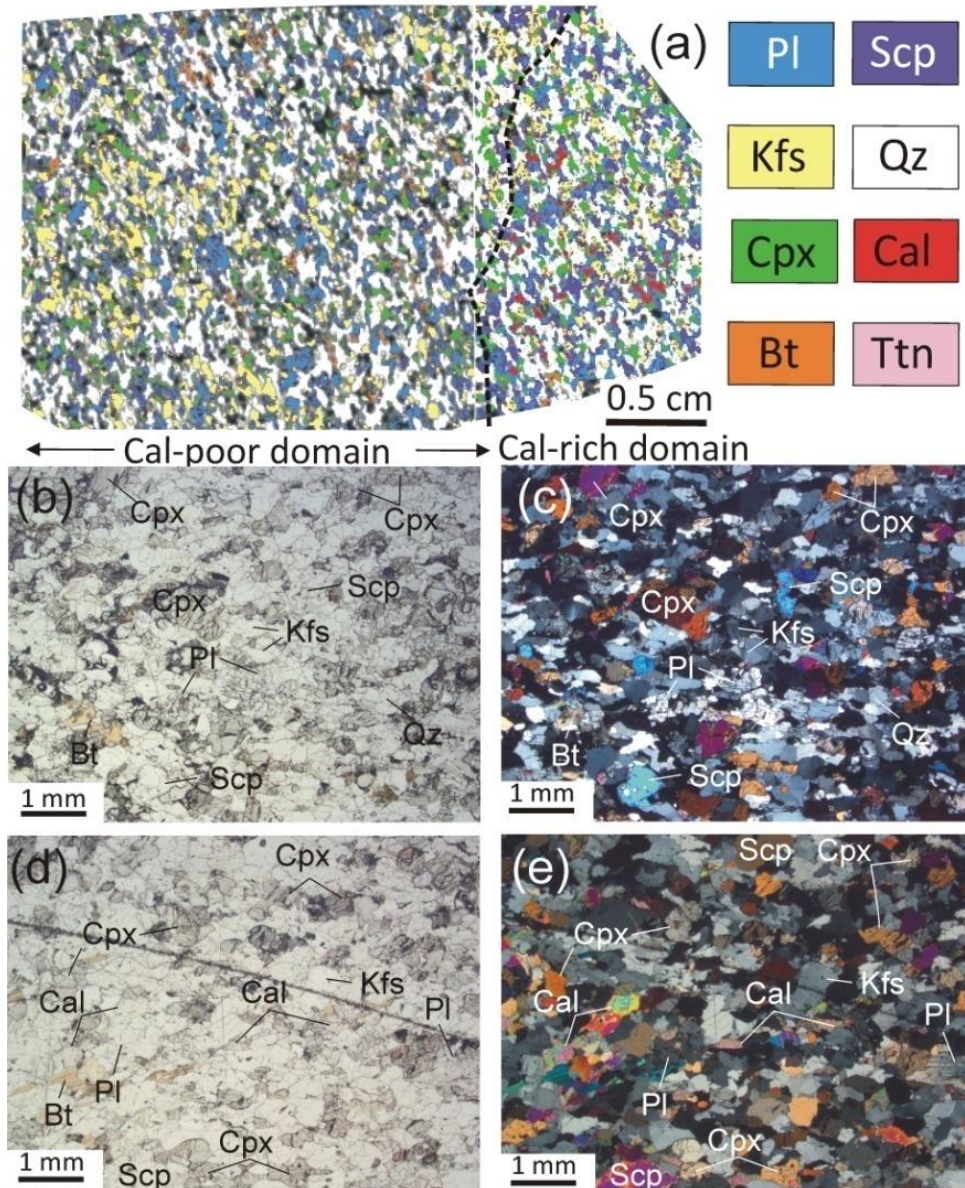 (a)
Pl Scp
Kfs Qz
Cpx Cal
Bt Ttn
0.5 cm
Cal-poor domain Cal-rich domain
(b)
Cpx Cpx
Scp
Cpx
Kfs
Pl
Qz
Bt
Scp
1 mm
(c)
Cpx Cpx
Scp
Cpx
Kfs
Pl
Qz
Bt
Scp
1 mm
(d)
Cpx
Cpx
Kfs
Cal Cal
Pl
Pl
Bt
Cpx
Scp
1 mm
(e)
Scp Cpx
Cpx
Kfs
Cal Cal
Pl
Pl
Cpx
Scp
1 mm